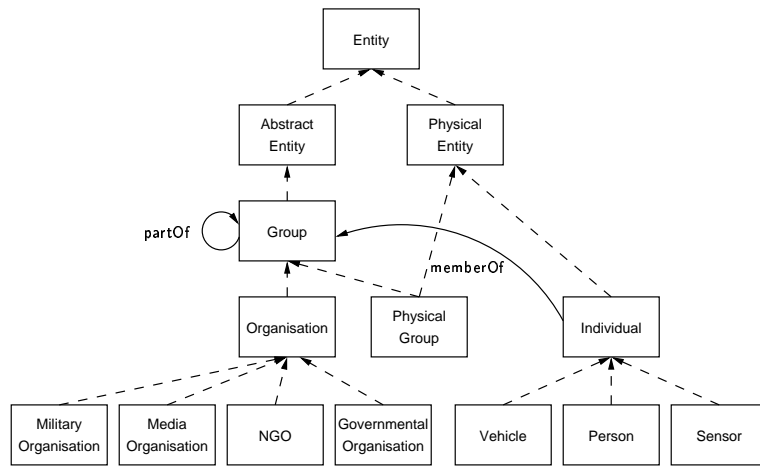 Entity
Abstract
Entity
Physical
Entity
partOf
Group
memberOf
Organisation
Physical
Group
Individual
Military
Organisation
Media
Organisation
NGO
Governmental
Organisation
Vehicle
Person
Sensor